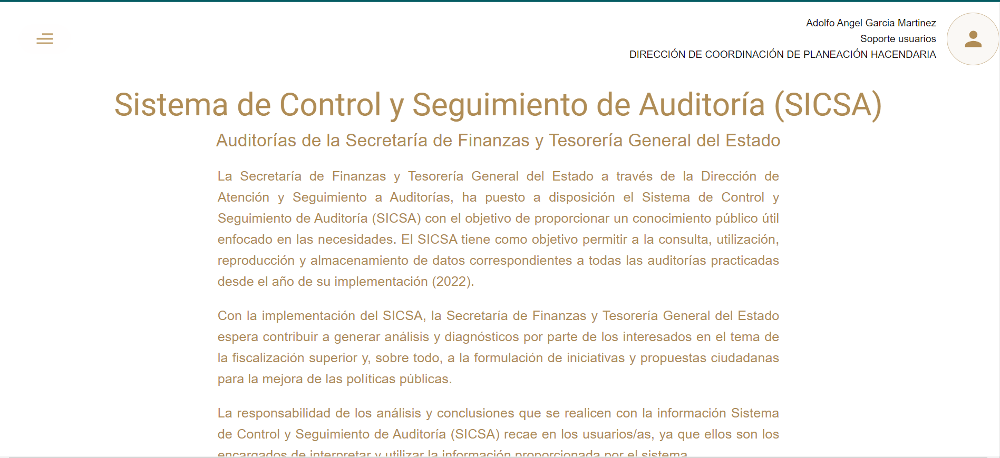 Adolfo Angel Garcia Martinez
Soporte usuarios
DIRECCIÓN DE COORDINACIÓN DE PLANEACIÓN HACENDARIA
Sistema de Control y Seguimiento de Auditoría (SICSA)
Auditorías de la Secretaría de Finanzas y Tesorería General del Estado
La Secretaría de Finanzas y Tesorería General del Estado a través de la Dirección de
Atención y Seguimiento a Auditorías, ha puesto a disposición el Sistema de Control y
Seguimiento de Auditoría (SICSA) con el objetivo de proporcionar un conocimiento público útil
enfocado en las necesidades. El SICSA tiene como objetivo permitir a la consulta, utilización,
reproducción y almacenamiento de datos correspondientes a todas las auditorías practicadas
desde el año de su implementación (2022).
Con la implementación del SICSA, la Secretaría de Finanzas y Tesorería General del Estado
espera contribuir a generar análisis y diagnósticos por parte de los interesados en el tema de
la fiscalización superior y, sobre todo, a la formulación de iniciativas y propuestas ciudadanas
para la mejora de las políticas públicas.
La responsabilidad de los análisis y conclusiones que se realicen con la información Sistema
de Control y Seguimiento de Auditoría (SICSA) recae en los usuarios/as, ya que ellos son los
encargados de interpretar y utilizar la información proporcionada por el sistema.